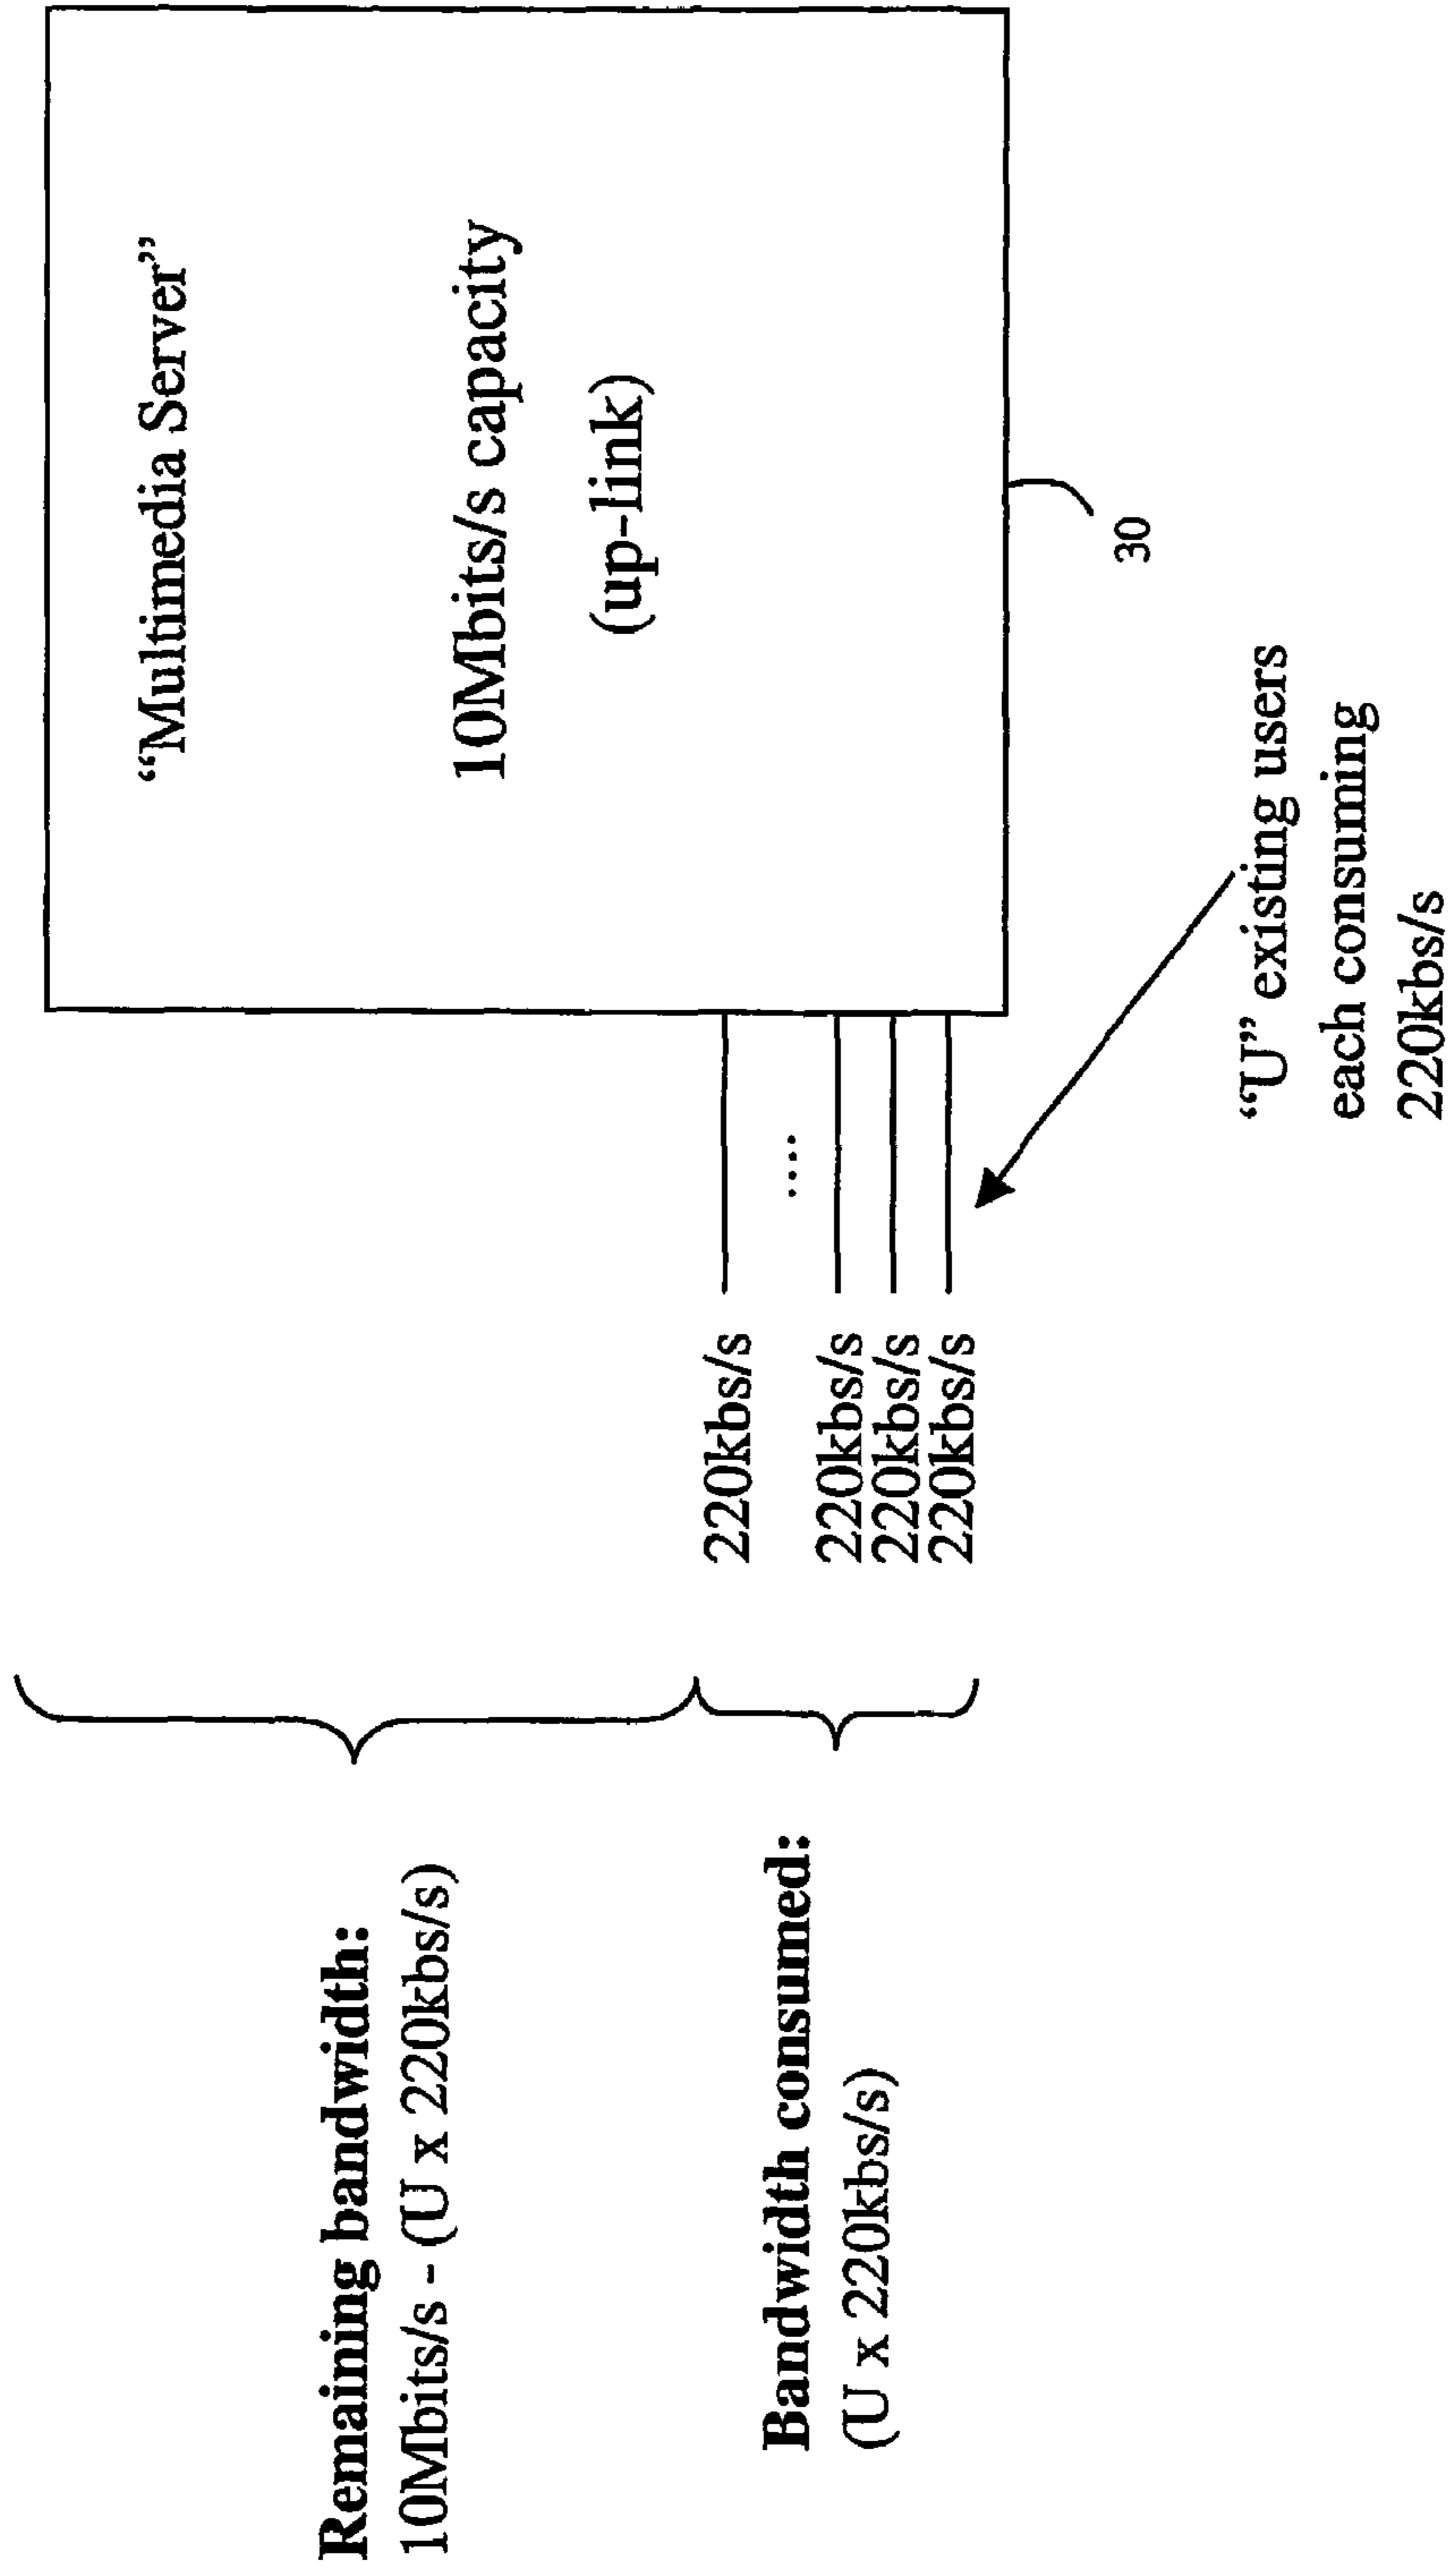 Remaining bandwidth:
10Mbits/s - (U x 220kbs/s)
Bandwidth consumed:
(U x 220kbs/s)
220kbs/s
....
220kbs/s
220kbs/s
220kbs/s
“Multimedia Server”
10Mbits/s capacity
(up-link)
30
“U” existing users
each consuming
220kbs/s